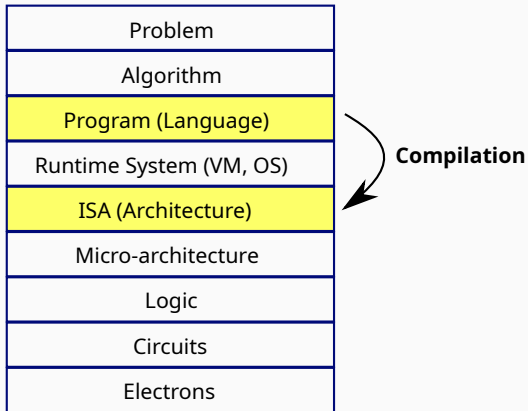 Problem
Algorithm
Program (Language)
Compilation
Runtime System (VM, OS)
ISA (Architecture)
Micro-architecture
Logic
Circuits
Electrons